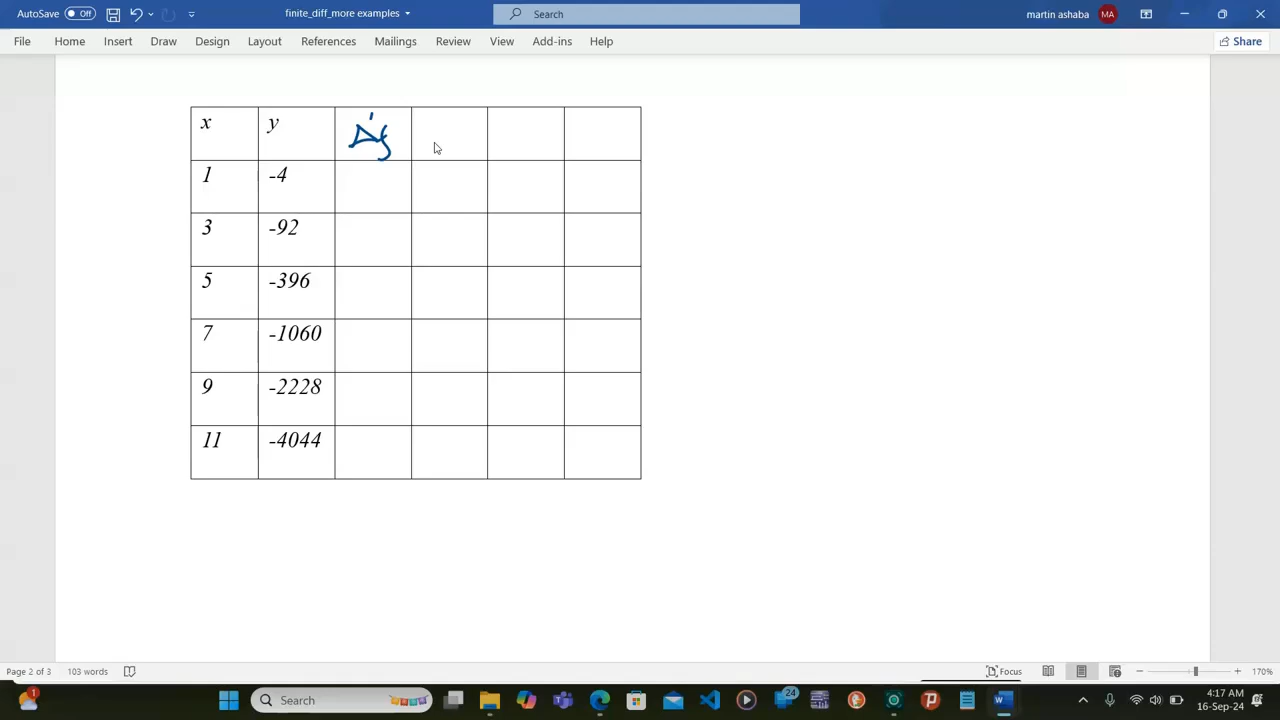 AutoSave Off finite_diff_more examples Search martin ashaba MA
File Home Insert Draw Design Layout References Mailings Review View Add-ins Help Share
x y Δy
1 -4
3 -92
5 -396
7 -1060
9 -2228
11 -4044
Page 2 of 3 103 words Focus 170%
1 Search 24 4:17 AM
16-Sep-24